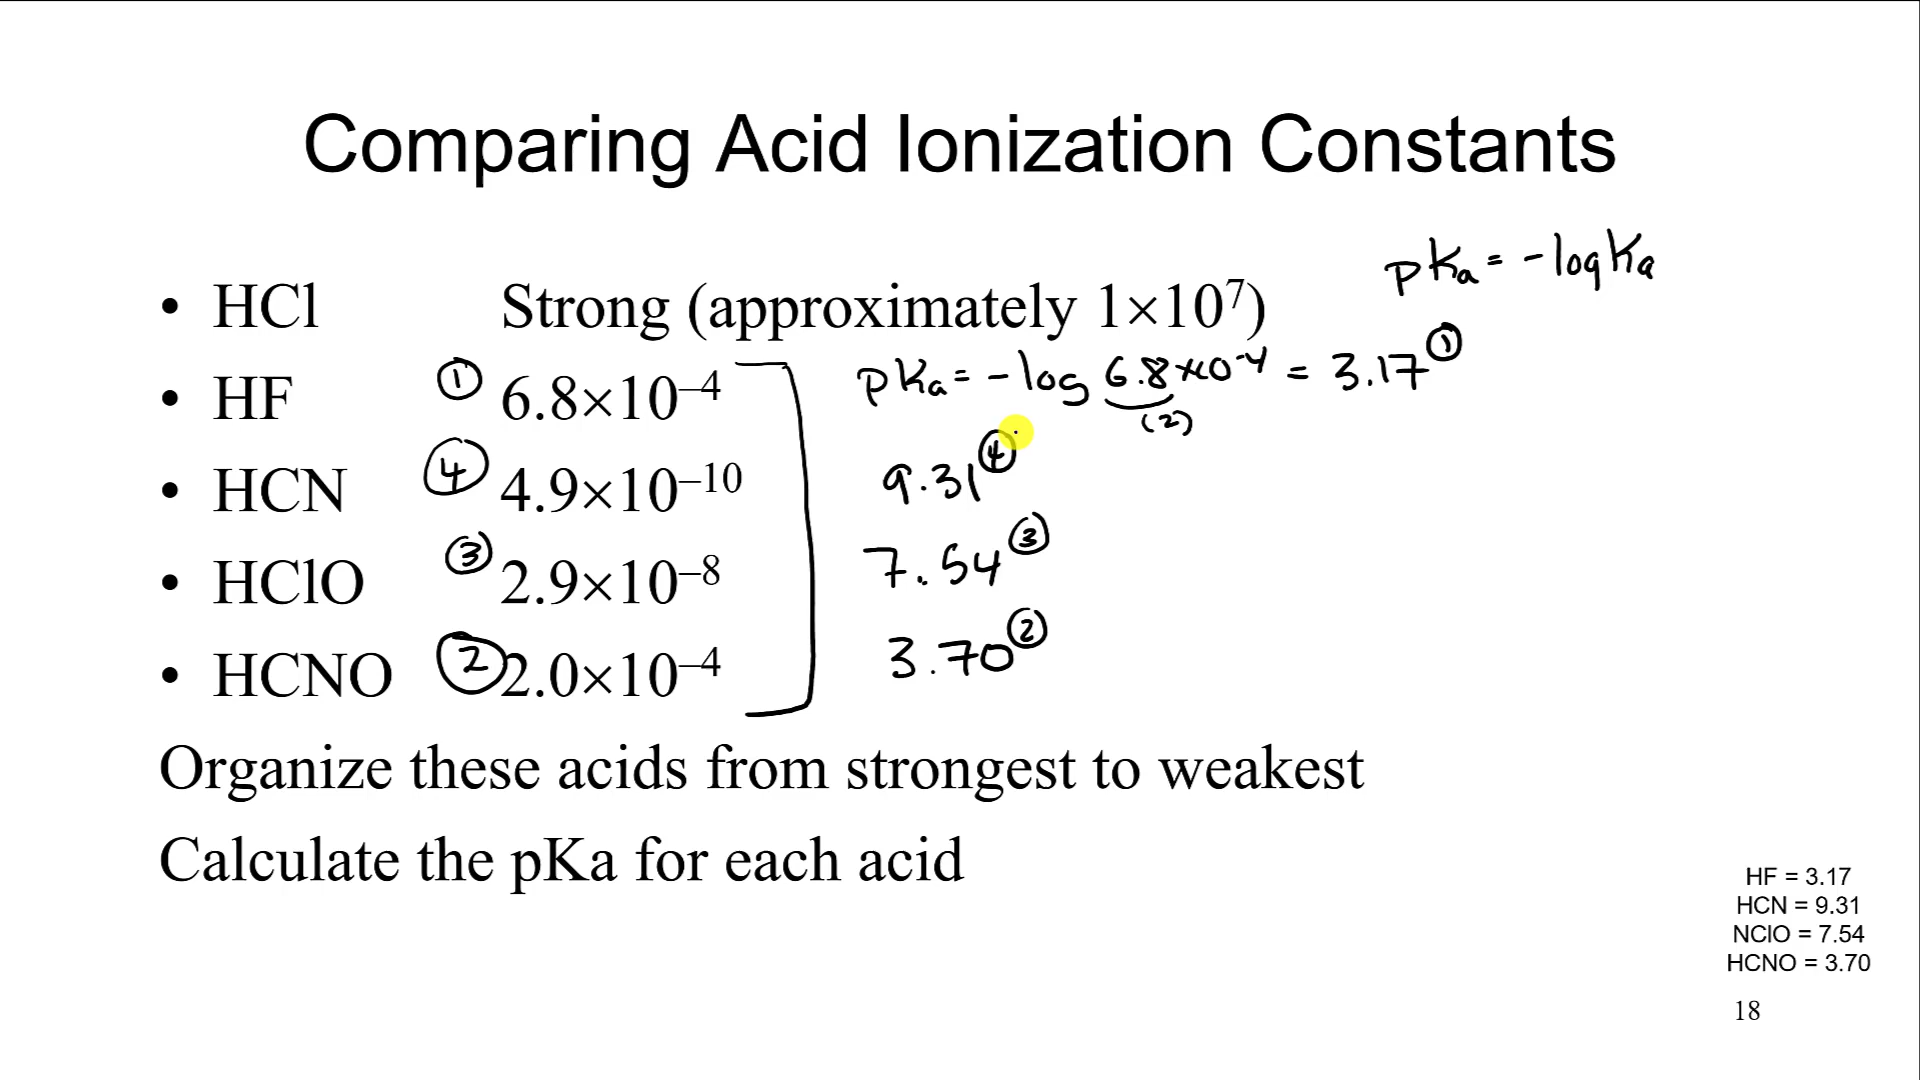 Comparing Acid Ionization Constants
pKa = -log Ka
• HCl Strong (approximately 1×10⁷)
• HF ① 6.8×10⁻⁴ pKa = -log 6.8×10⁻⁴ = 3.17 ①
(2)
• HCN ④ 4.9×10⁻¹⁰ 9.31 ④
• HClO ③ 2.9×10⁻⁸ 7.54 ③
• HCNO ② 2.0×10⁻⁴ 3.70 ②
Organize these acids from strongest to weakest
Calculate the pKa for each acid
HF = 3.17
HCN = 9.31
NClO = 7.54
HCNO = 3.70
18